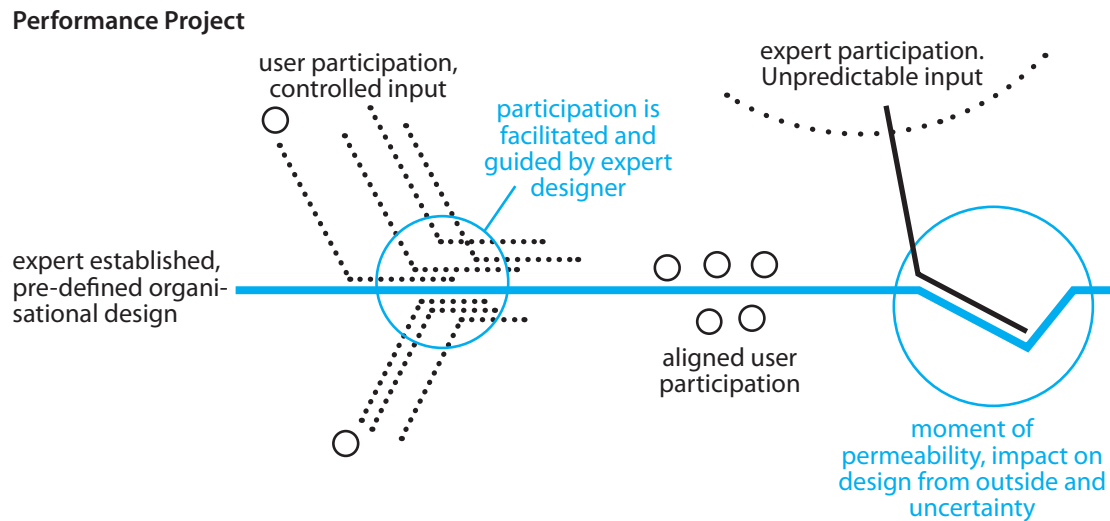 Performance Project
user participation,
controlled input
participation is
facilitated and
guided by expert
designer
expert participation.
Unpredictable input
expert established,
pre-defined organi-
sational design
aligned user
participation
moment of
permeability, impact on
design from outside and
uncertainty